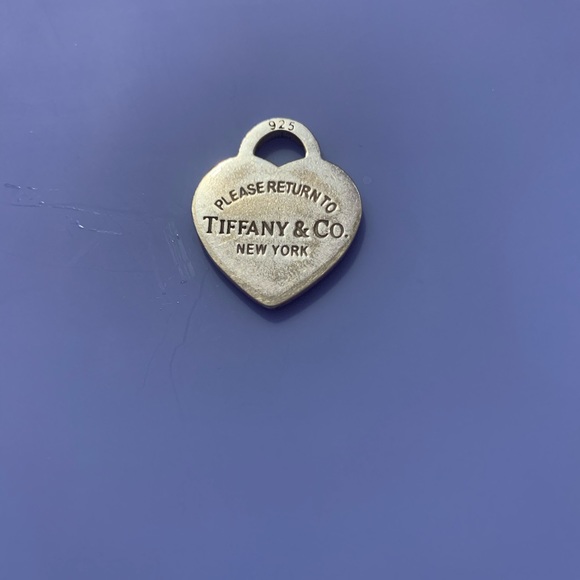 925
PLEASE RETURN TO
TIFFANY & CO.
NEW YORK